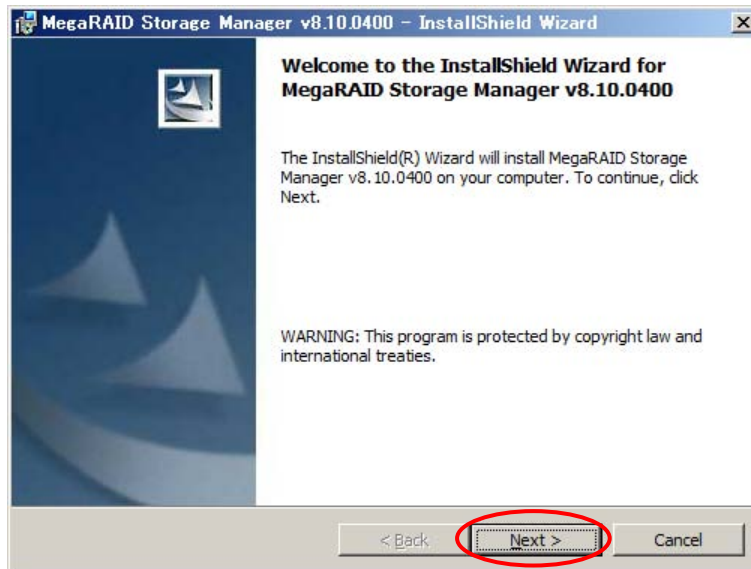 MegaRAID Storage Manager v8.10.0400 - InstallShield Wizard
Welcome to the InstallShield Wizard for
MegaRAID Storage Manager v8.10.0400
The InstallShield(R) Wizard will install MegaRAID Storage
Manager v8.10.0400 on your computer. To continue, click
Next.
WARNING: This program is protected by copyright law and
international treaties.
< Back
Next >
Cancel